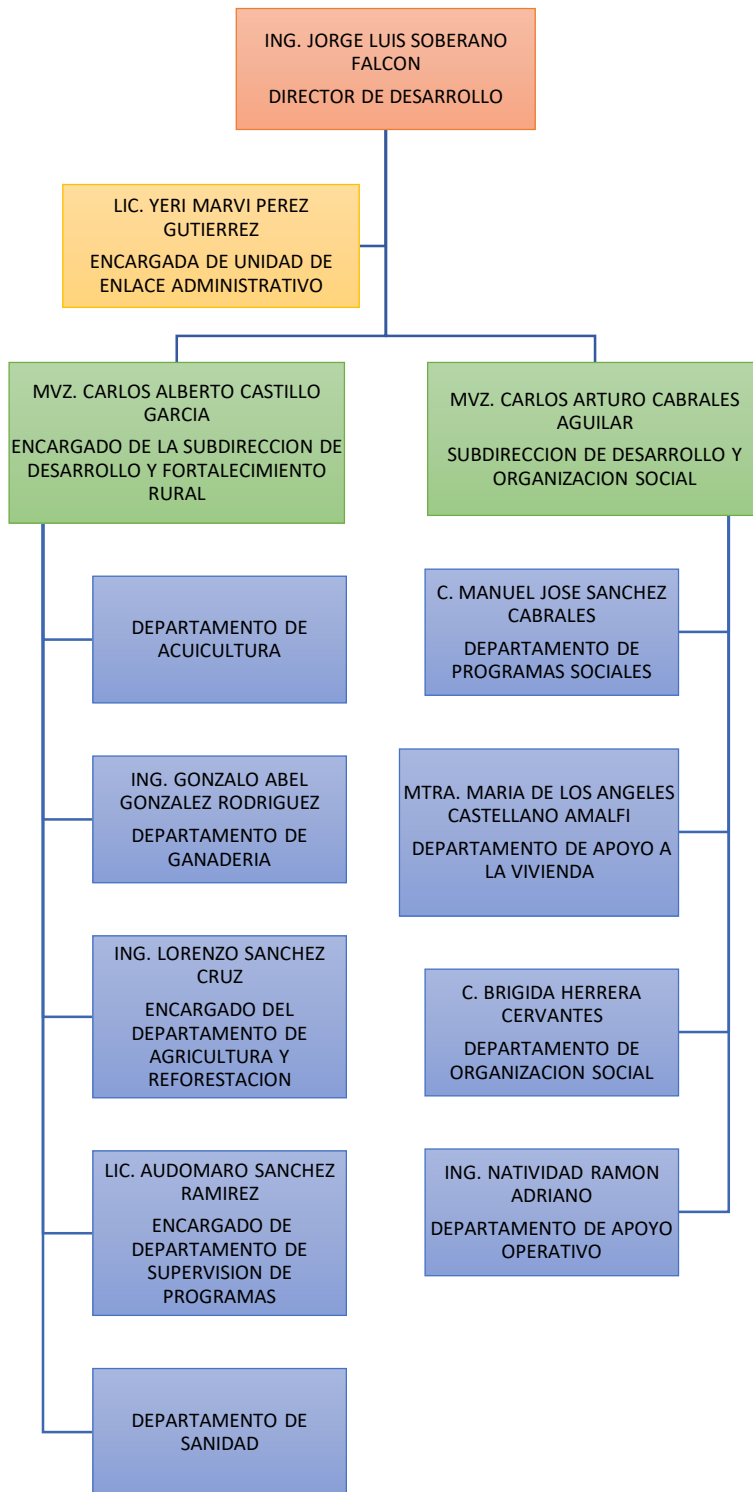 ING. JORGE LUIS SOBERANO
FALCON
DIRECTOR DE DESARROLLO
LIC. YERI MARVI PEREZ
GUTIERREZ
ENCARGADA DE UNIDAD DE
ENLACE ADMINISTRATIVO
MVZ. CARLOS ALBERTO CASTILLO
GARCIA
ENCARGADO DE LA SUBDIRECCION DE
DESARROLLO Y FORTALECIMIENTO
RURAL
DEPARTAMENTO DE
ACUICULTURA
ING. GONZALO ABEL
GONZALEZ RODRIGUEZ
DEPARTAMENTO DE
GANADERIA
ING. LORENZO SANCHEZ
CRUZ
ENCARGADO DEL
DEPARTAMENTO DE
AGRICULTURA Y
REFORESTACION
LIC. AUDOMARO SANCHEZ
RAMIREZ
ENCARGADO DE
DEPARTAMENTO DE
SUPERVISION DE
PROGRAMAS
DEPARTAMENTO DE
SANIDAD
MVZ. CARLOS ARTURO CABRALES
AGUILAR
SUBDIRECCION DE DESARROLLO Y
ORGANIZACION SOCIAL
C. MANUEL JOSE SANCHEZ
CABRALES
DEPARTAMENTO DE
PROGRAMAS SOCIALES
MTRA. MARIA DE LOS ANGELES
CASTELLANO AMALFI
DEPARTAMENTO DE APOYO A
LA VIVIENDA
C. BRIGIDA HERRERA
CERVANTES
DEPARTAMENTO DE
ORGANIZACION SOCIAL
ING. NATIVIDAD RAMON
ADRIANO
DEPARTAMENTO DE APOYO
OPERATIVO